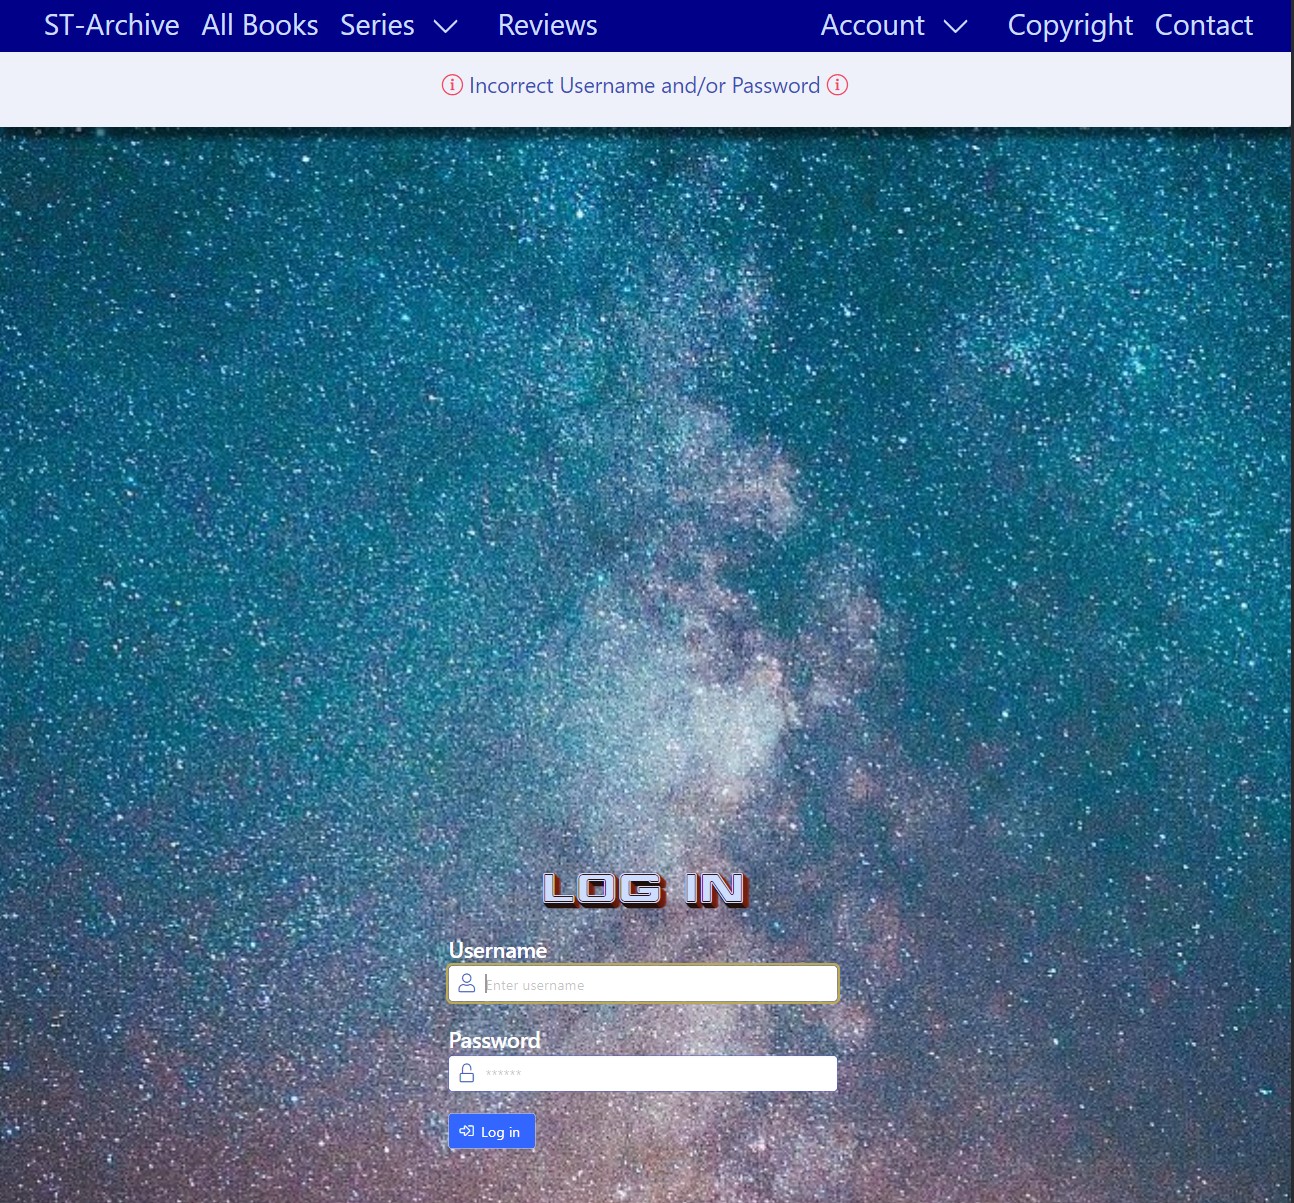 ST-Archive All Books Series Reviews Account Copyright Contact
Incorrect Username and/or Password
LOG IN
Username
Enter username
Password
******
Log in